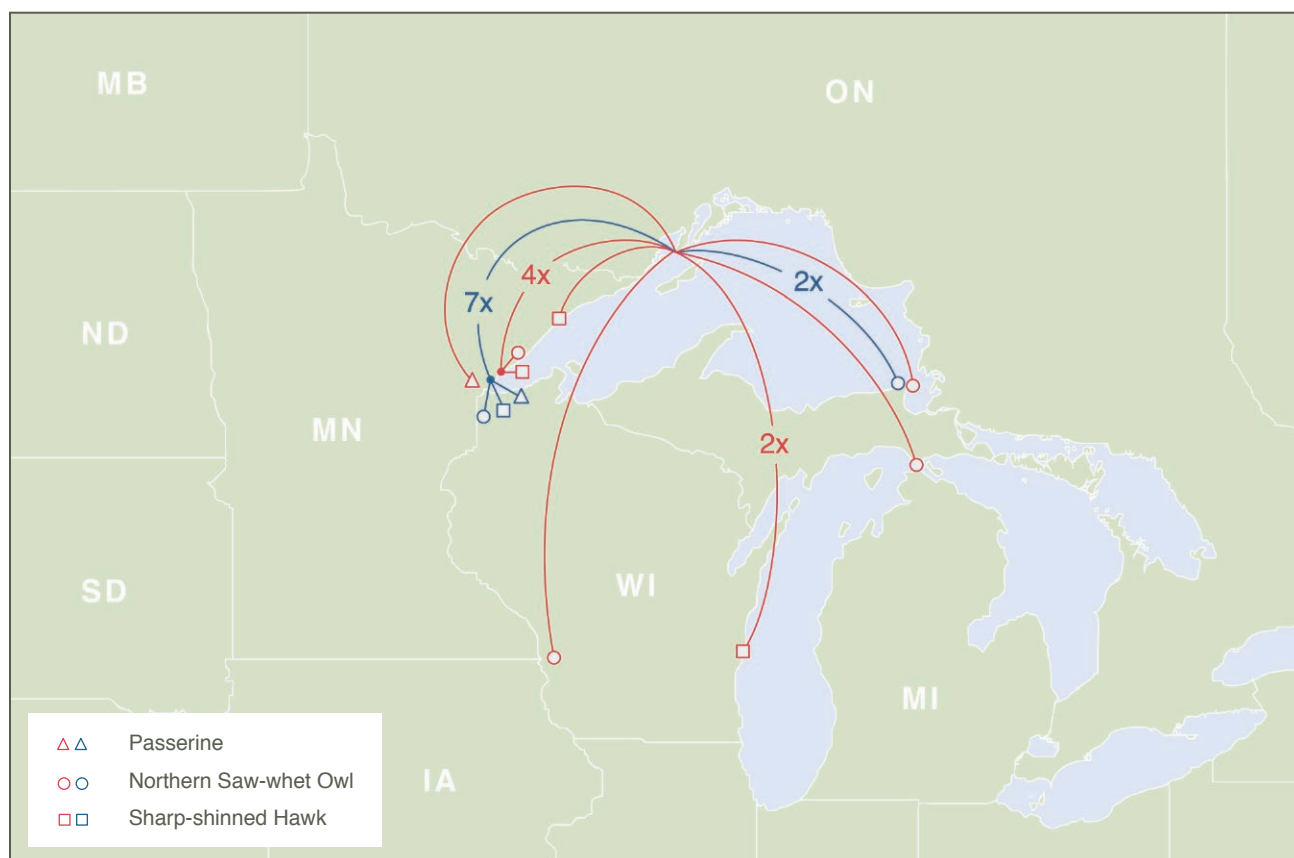 MB
ON
4x
2x
7x
ND
MN
2x
WI
SD
MI
IA
Passerine
Northern Saw-whet Owl
Sharp-shinned Hawk